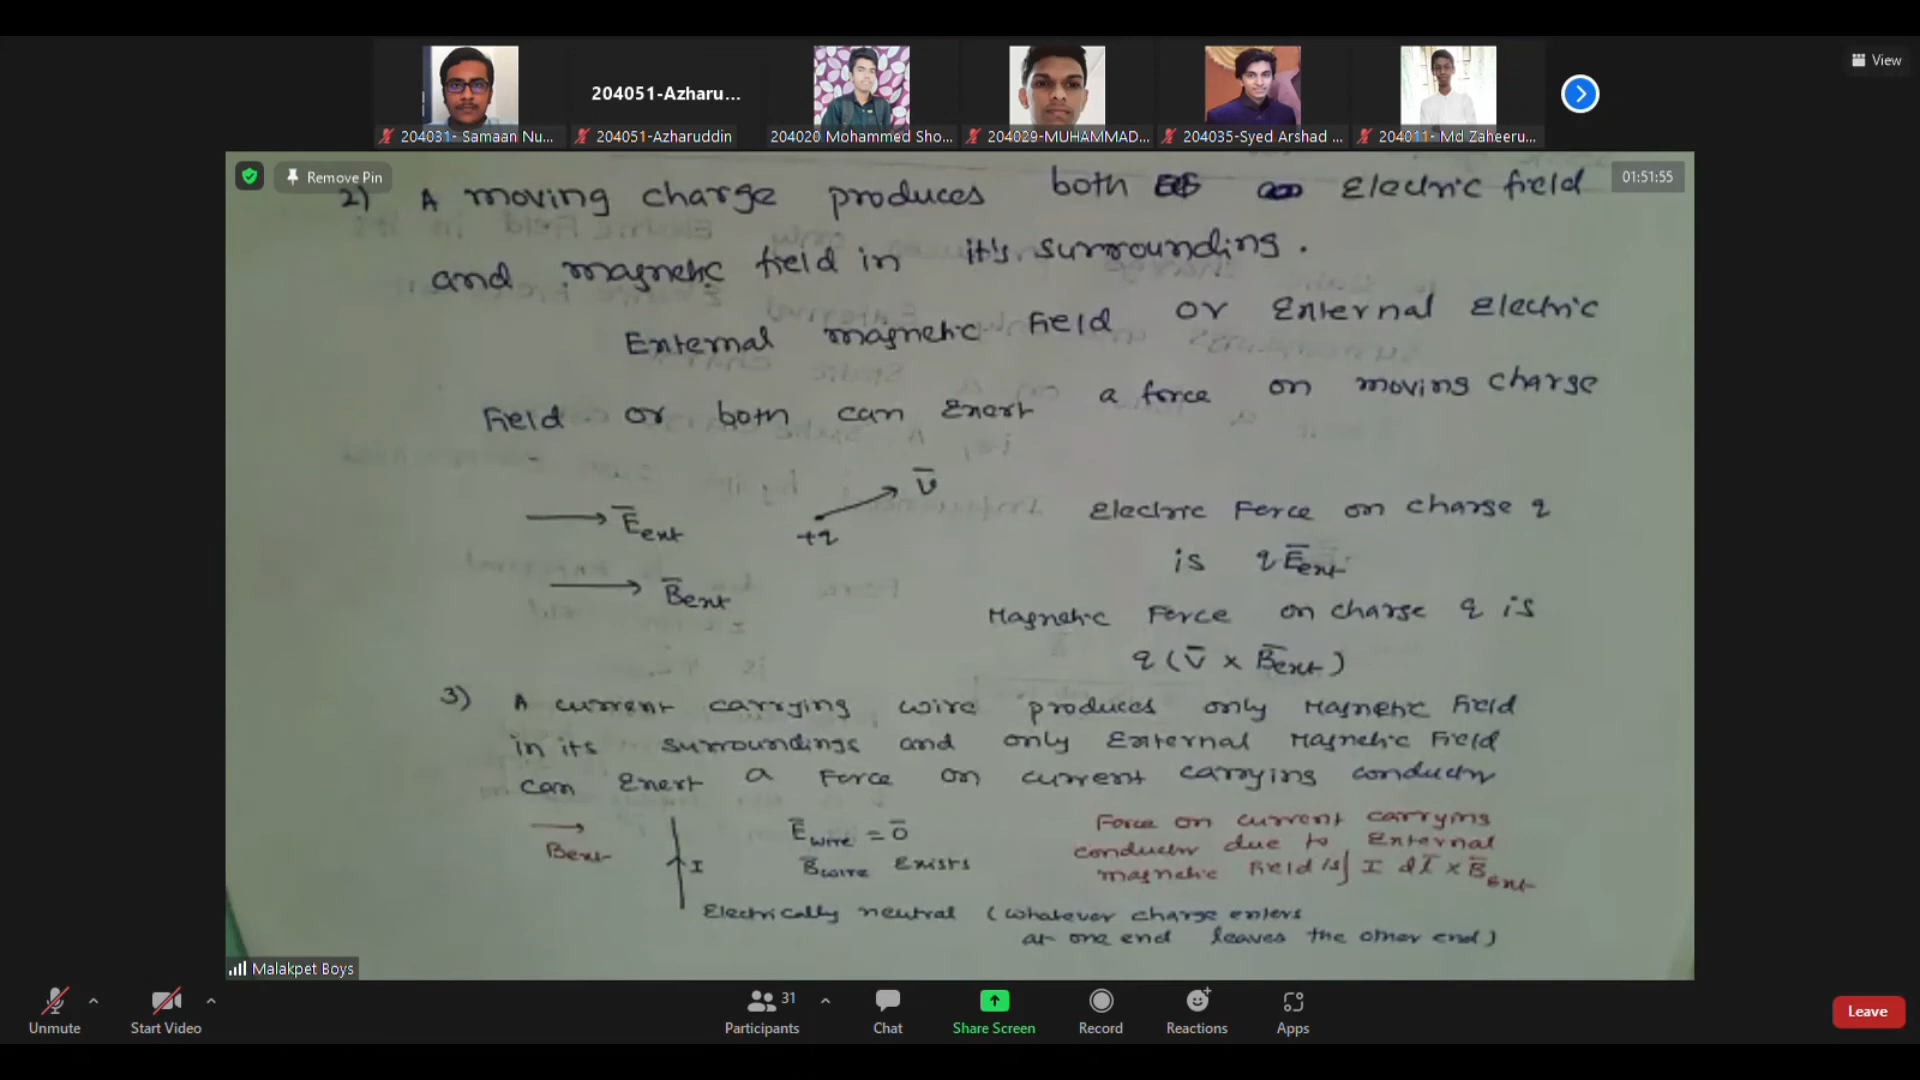 View
204051-Azharu...
204031- Samaan Nu...
204051-Azharuddin
204020 Mohammed Sho...
204029-MUHAMMAD...
204035-Syed Arshad ...
204011- Md Zaheeru...
Remove Pin
01:51:55
2) A moving charge produces both Electric field
and magnetic field in it's surrounding.
External magnetic Field or External Electric
Field or both can Exert a force on moving charge
V̄
Ē ext
+q
Electric Force on charge q
is qĒext
B̄ext
Magnetic Force on charge q is
q (V̄ × B̄ext)
3) A current carrying wire produces only Magnetic Field
in its surroundings and only External Magnetic Field
can Exert a Force on current carrying conductr
Bext
I
Ē wire = 0̄
B̄wire Exists
Force on current carrying
conductr due to External
magnetic Field is ∫ I dl̄ × B̄ext
Electrically neutral (whatever charge enters
at one end leaves the other end)
Malakpet Boys
Unmute
Start Video
31
Participants
Chat
Share Screen
Record
Reactions
Apps
Leave